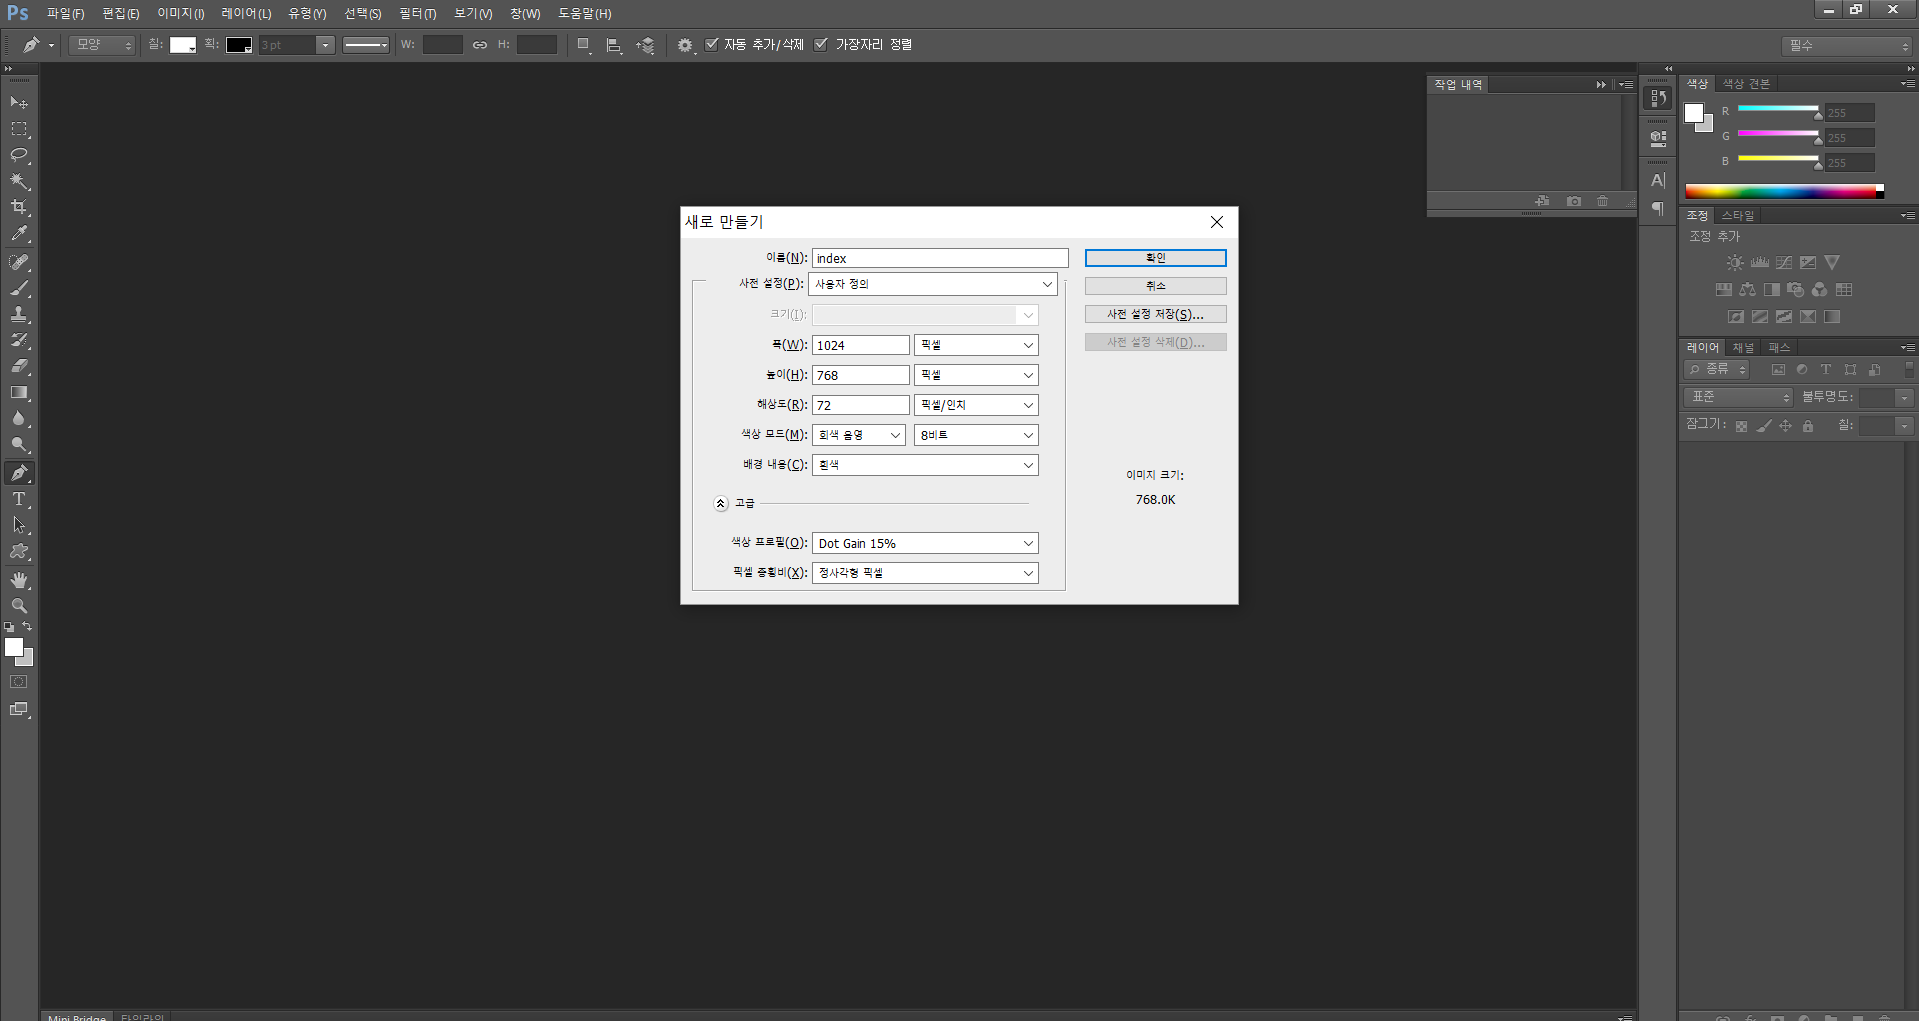 Ps 파일(F) 편집(E) 이미지(I) 레이어(L) 유형(Y) 선택(S) 필터(T) 보기(V) 창(W) 도움말(H)
모양 칠: 획: 3 pt W: H: 자동 추가/삭제 가장자리 정렬 필수
작업 내역
색상 색상 견본
R 255
G 255
B 255
조정 스타일
조정 추가
레이어 채널 패스
종류
표준 불투명도:
잠그기: 칠:
새로 만들기
이름(N): index
사전 설정(P): 사용자 정의
크기(I):
폭(W): 1024 픽셀
높이(H): 768 픽셀
해상도(R): 72 픽셀/인치
색상 모드(M): 회색 음영 8비트
배경 내용(C): 흰색
고급
색상 프로필(O): Dot Gain 15%
픽셀 종횡비(X): 정사각형 픽셀
확인
취소
사전 설정 저장(S)...
사전 설정 삭제(D)...
이미지 크기:
768.0K
Mini Bridge 타임라인